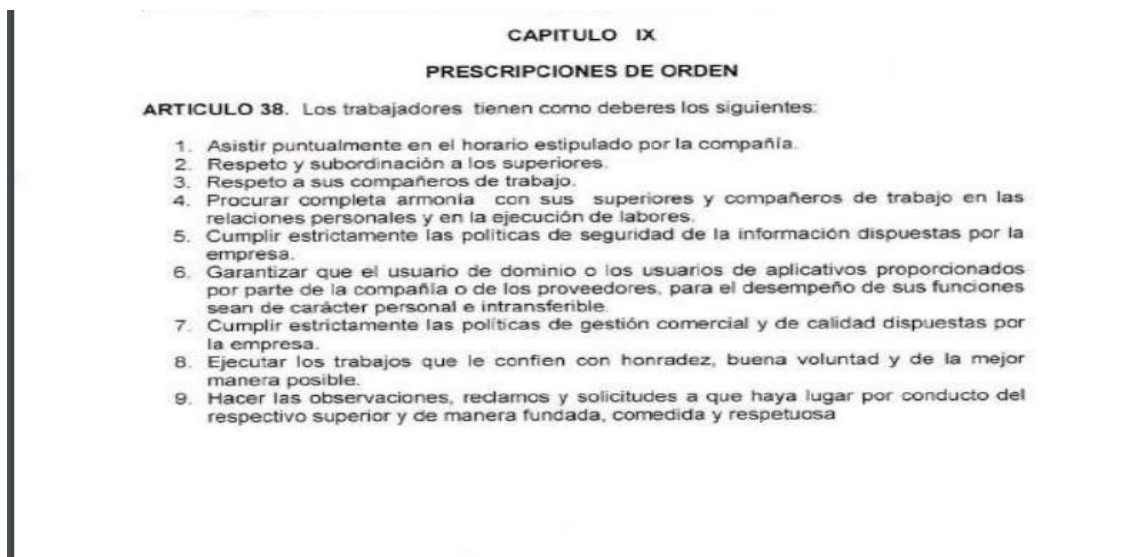 CAPITULO IX
PRESCRIPCIONES DE ORDEN
ARTICULO 38. Los trabajadores tienen como deberes los siguientes:
1. Asistir puntualmente en el horario estipulado por la compañía.
2. Respeto y subordinación a los superiores.
3. Respeto a sus compañeros de trabajo.
4. Procurar completa armonía con sus superiores y compañeros de trabajo en las
relaciones personales y en la ejecución de labores.
5. Cumplir estrictamente las políticas de seguridad de la información dispuestas por la
empresa.
6. Garantizar que el usuario de dominio o los usuarios de aplicativos proporcionados
por parte de la compañía o de los proveedores, para el desempeño de sus funciones
sean de carácter personal e intransferible.
7. Cumplir estrictamente las políticas de gestión comercial y de calidad dispuestas por
la empresa.
8. Ejecutar los trabajos que le confíen con honradez, buena voluntad y de la mejor
manera posible.
9. Hacer las observaciones, reclamos y solicitudes a que haya lugar por conducto del
respectivo superior y de manera fundada, comedida y respetuosa